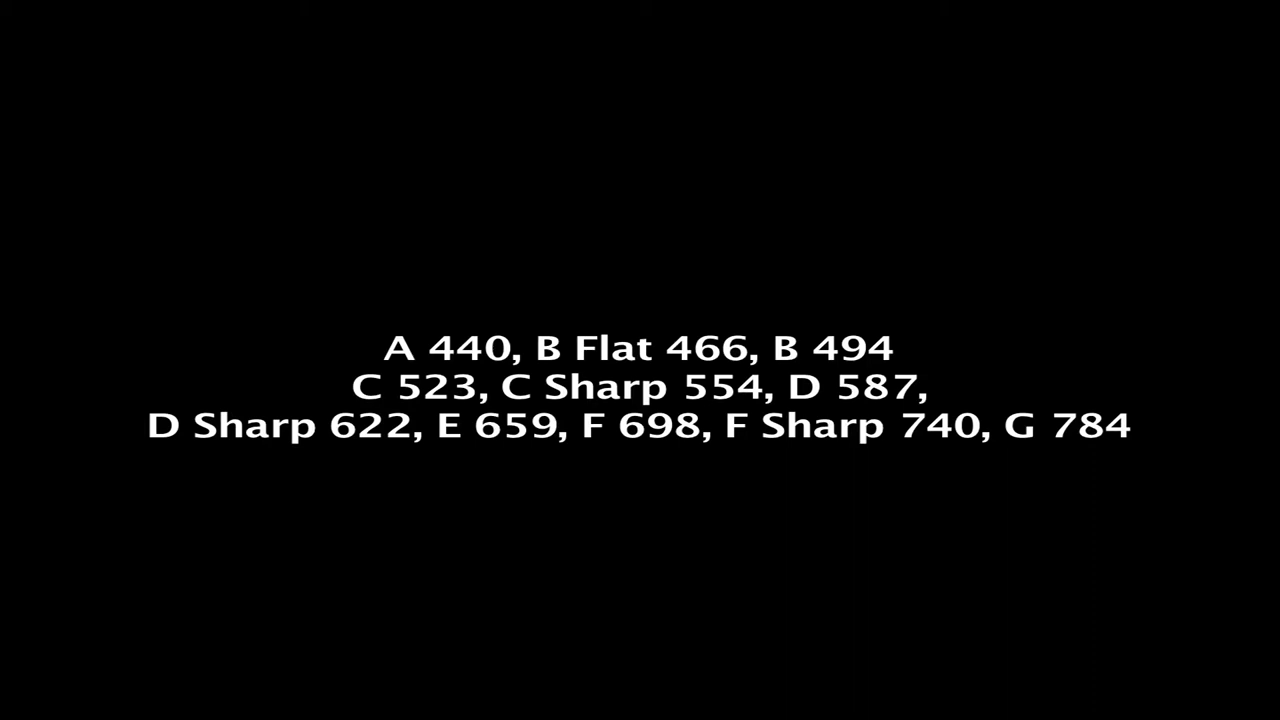 A 440, B Flat 466, B 494
C 523, C Sharp 554, D 587,
D Sharp 622, E 659, F 698, F Sharp 740, G 784